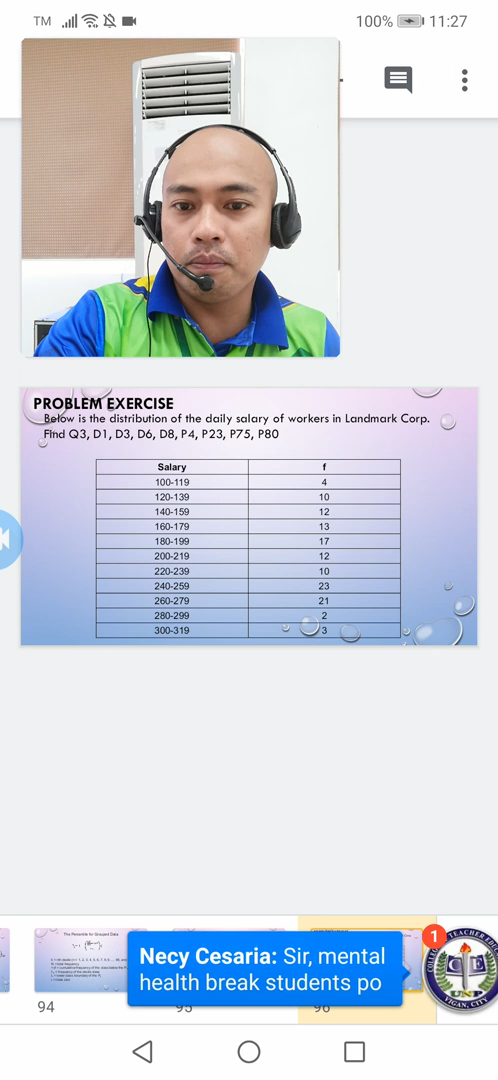 TM 100% 11:27
PROBLEM EXERCISE
Below is the distribution of the daily salary of workers in Landmark Corp.
Find Q3, D1, D3, D6, D8, P4, P23, P75, P80
Salary f
100-119 4
120-139 10
140-159 12
160-179 13
180-199 17
200-219 12
220-239 10
240-259 23
260-279 21
280-299 2
300-319 3
The Percentile for Grouped Data
94
95
96
Necy Cesaria: Sir, mental
health break students po
1
UNP
VIGAN, CITY